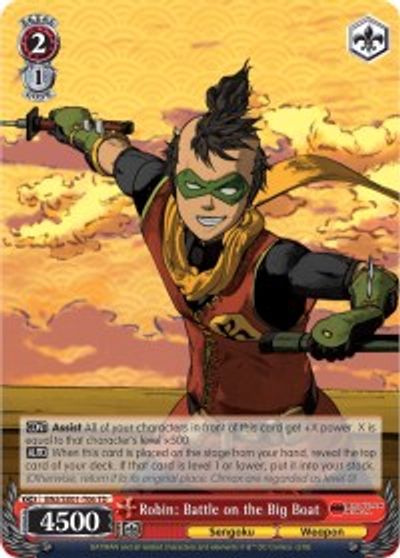 2
1
CONT Assist All of your characters in front of this card get +X power. X is
equal to that character's level ×500.
AUTO When this card is placed on the stage from your hand, reveal the top
card of your deck. If that card is level 1 or lower, put it into your stock.
(Otherwise, return it to its original place. Climax are regarded as level 0)
4500
Robin: Battle on the Big Boat
Sengoku
Weapon